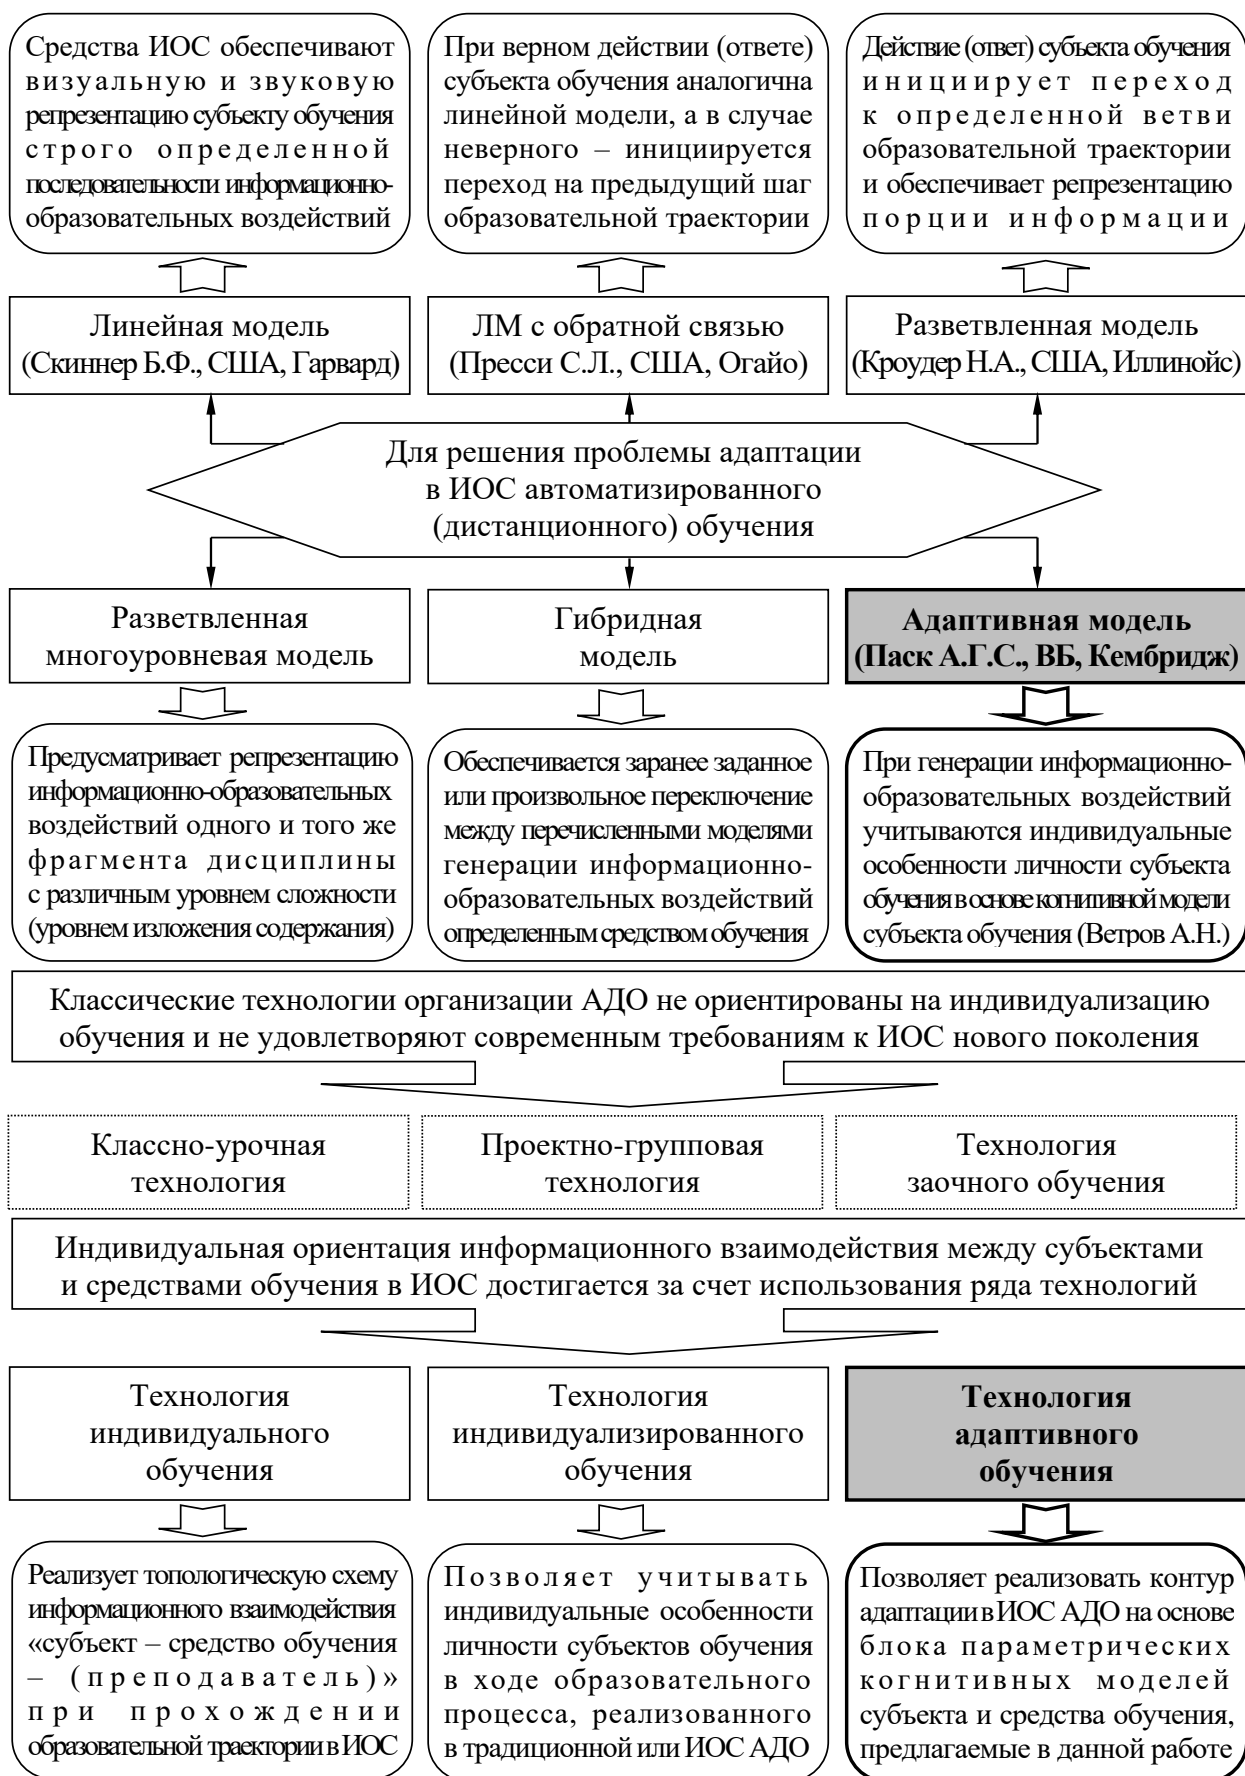 Средства ИОС обеспечивают
визуальную и звуковую
репрезентацию субъекту обучения
строго определенной
последовательности информационно-
образовательных воздействий
При верном действии (ответе)
субъекта обучения аналогична
линейной модели, а в случае
неверного – инициируется
переход на предыдущий шаг
образовательной траектории
Действие (ответ) субъекта обучения
инициирует переход
к определенной ветви
образовательной траектории
и обеспечивает репрезентацию
порции информации
Линейная модель
(Скиннер Б.Ф., США, Гарвард)
ЛМ с обратной связью
(Пресси С.Л., США, Огайо)
Разветвленная модель
(Кроудер Н.А., США, Иллинойс)
Для решения проблемы адаптации
в ИОС автоматизированного
(дистанционного) обучения
Разветвленная
многоуровневая модель
Гибридная
модель
Адаптивная модель
(Паск А.Г.С., ВБ, Кембридж)
Предусматривает репрезентацию
информационно-образовательных
воздействий одного и того же
фрагмента дисциплины
с различным уровнем сложности
(уровнем изложения содержания)
Обеспечивается заранее заданное
или произвольное переключение
между перечисленными моделями
генерации информационно-
образовательных воздействий
определенным средством обучения
При генерации информационно-
образовательных воздействий
учитываются индивидуальные
особенности личности субъекта
обучения в основе когнитивной модели
субъекта обучения (Ветров А.Н.)
Классические технологии организации АДО не ориентированы на индивидуализацию
обучения и не удовлетворяют современным требованиям к ИОС нового поколения
Классно-урочная
технология
Проектно-групповая
технология
Технология
заочного обучения
Индивидуальная ориентация информационного взаимодействия между субъектами
и средствами обучения в ИОС достигается за счет использования ряда технологий
Технология
индивидуального
обучения
Технология
индивидуализированного
обучения
Технология
адаптивного
обучения
Реализует топологическую схему
информационного взаимодействия
«субъект – средство обучения
– (преподаватель)»
при прохождении
образовательной траектории в ИОС
Позволяет учитывать
индивидуальные особенности
личности субъектов обучения
в ходе образовательного
процесса, реализованного
в традиционной или ИОС АДО
Позволяет реализовать контур
адаптации в ИОС АДО на основе
блока параметрических
когнитивных моделей
субъекта и средства обучения,
предлагаемые в данной работе